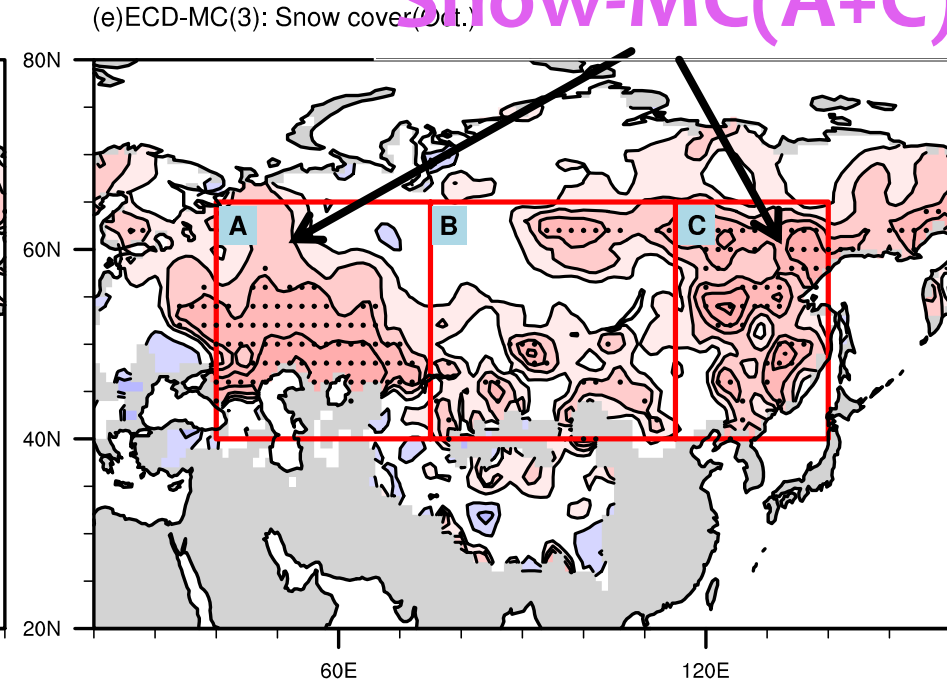 Snow-MC(A+C)
(e)ECD-MC(3): Snow cover(Oct.)
80N
A
B
C
60N
40N
20N
60E
120E